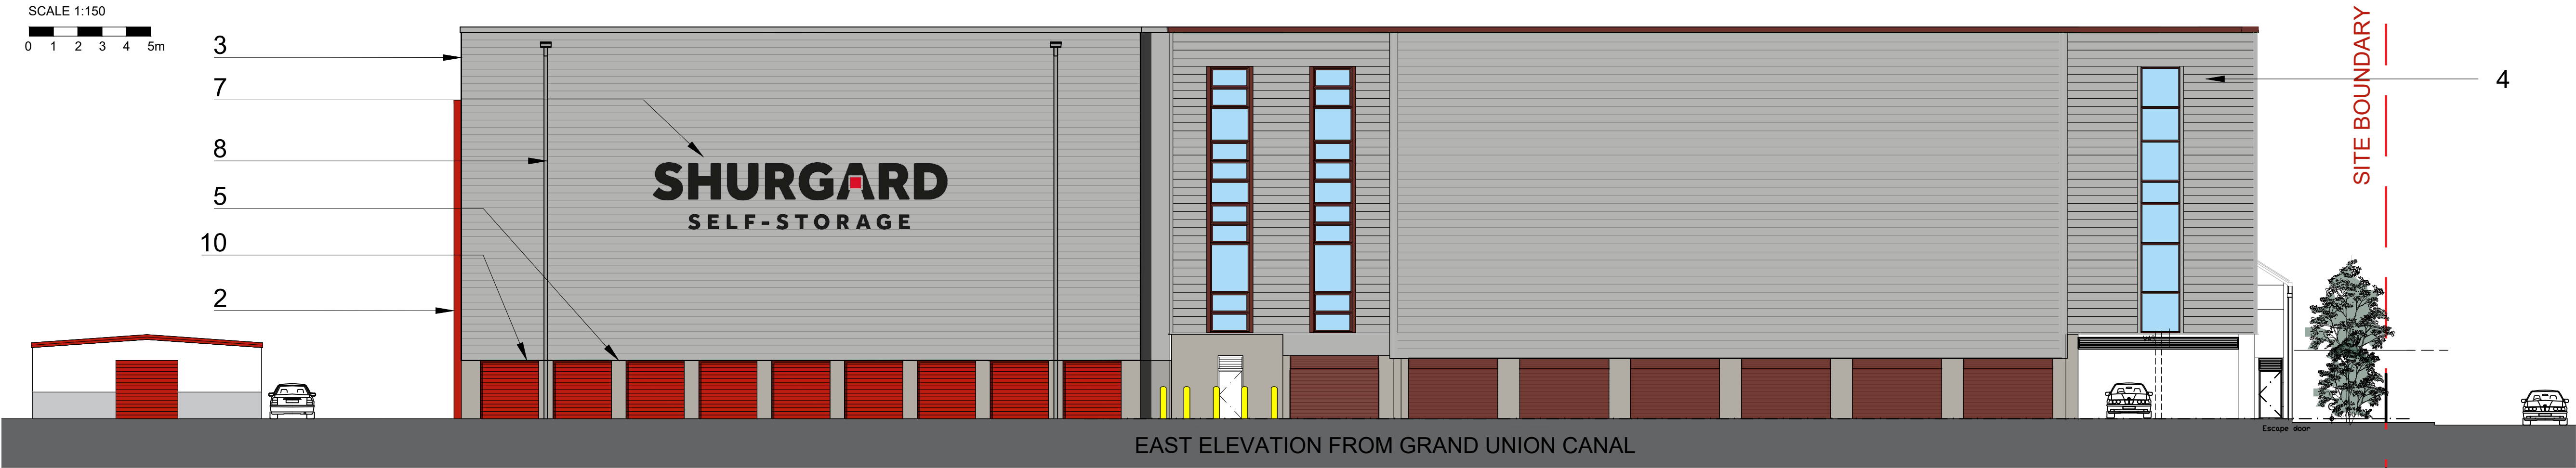 SCALE 1:150
0 1 2 3 4 5m
3
7
8
5
10
2
SHURGARD
SELF-STORAGE
SITE BOUNDARY
4
Escape door
EAST ELEVATION FROM GRAND UNION CANAL